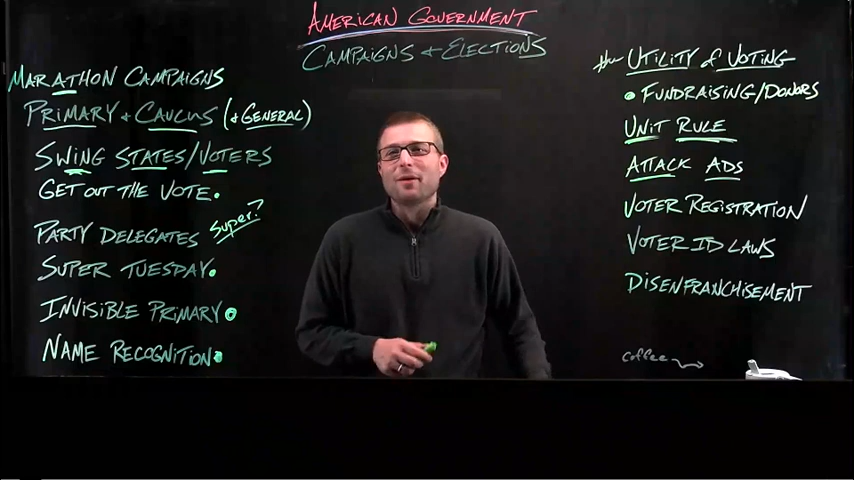 AMERICAN GOVERNMENT
CAMPAIGNS + ELECTIONS
MARATHON CAMPAIGNS
PRIMARY + CAUCUS (+ GENERAL)
SWING STATES/VOTERS
GET OUT THE VOTE.
PARTY DELEGATES Super?
SUPER TUESDAY.
INVISIBLE PRIMARY
NAME RECOGNITION
the UTILITY of VOTING
• FUNDRAISING/DONORS
UNIT RULE
ATTACK ADS
VOTER REGISTRATION
VOTER ID LAWS
DISENFRANCHISEMENT
coffee